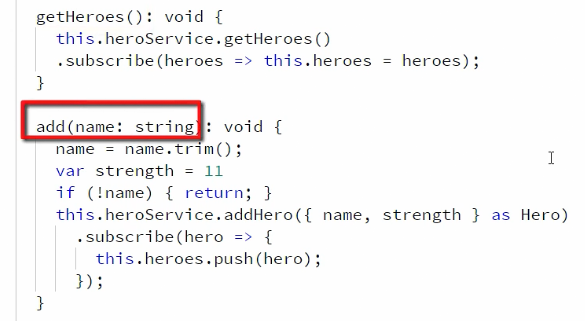 getHeroes(): void {
this.heroService.getHeroes()
.subscribe(heroes => this.heroes = heroes);
}
add(name: string): void {
name = name.trim();
var strength = 11
if (!name) { return; }
this.heroService.addHero({ name, strength } as Hero)
.subscribe(hero => {
this.heroes.push(hero);
});
}